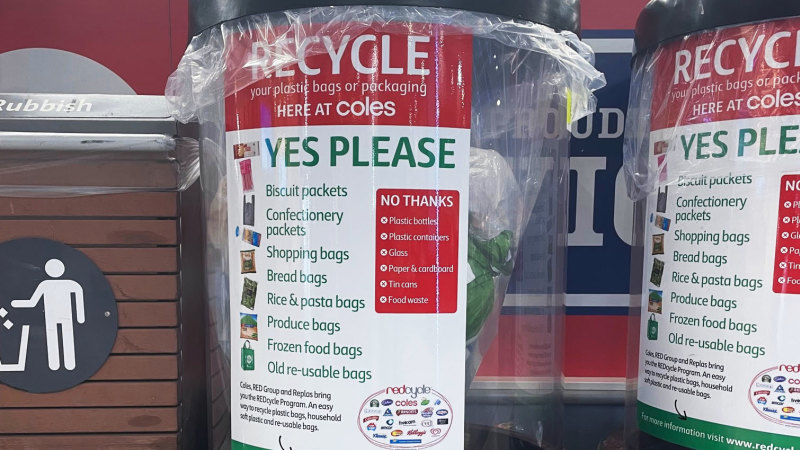 Rubbish
RECYCLE
your plastic bags or packaging
HERE AT coles
YES PLEASE
Biscuit packets
Confectionery
packets
Shopping bags
Bread bags
Rice & pasta bags
Produce bags
Frozen food bags
Old re-usable bags
NO THANKS
Plastic bottles
Plastic containers
Glass
Paper & cardboard
Tin cans
Food waste
Coles, RED Group and Replas bring
you the REDcycle Program. An easy
way to recycle plastic bags, household
soft plastic and re-usable bags.
redcycle
coles
Kellogg's
OUD
RECYCL
your plastic bags or pack
HERE AT coles
YES PLEA
Biscuit packets
Confectionery
packets
Shopping bags
Bread bags
Rice & pasta bags
Produce bags
Frozen food bags
Old re-usable bags
NO
Coles, RED Group and Replas bring
you the REDcycle Program. An easy
way to recycle plastic bags, household
soft plastic and re-usable bags.
For more information visit www.redcycl